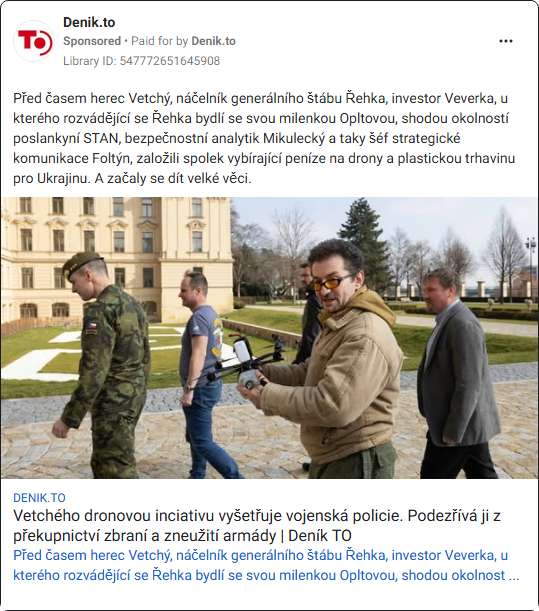 Denik.to
Sponsored • Paid for by Denik.to
Library ID: 547772651645908
TO
Před časem herec Vetchý, náčelník generálního štábu Řehka, investor Veverka, u
kterého rozvádějící se Řehka bydlí se svou milenkou Opltovou, shodou okolností
poslankyní STAN, bezpečnostní analytik Mikulecký a taky šéf strategické
komunikace Foltýn, založili spolek vybírající peníze na drony a plastickou trhavinu
pro Ukrajinu. A začaly se dít velké věci.
DENIK.TO
Vetchého dronovou inciativu vyšetřuje vojenská policie. Podezřívá ji z
překupnictví zbraní a zneužití armády | Deník TO
Před časem herec Vetchý, náčelník generálního štábu Řehka, investor Veverka, u
kterého rozvádějící se Řehka bydlí se svou milenkou Opltovou, shodou okolnost ...